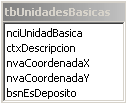 tbUnidadesBasicas
nciUnidadBasica
ctxDescripcion
nvaCoordenadaX
nvaCoordenadaY
bsnEsDeposito